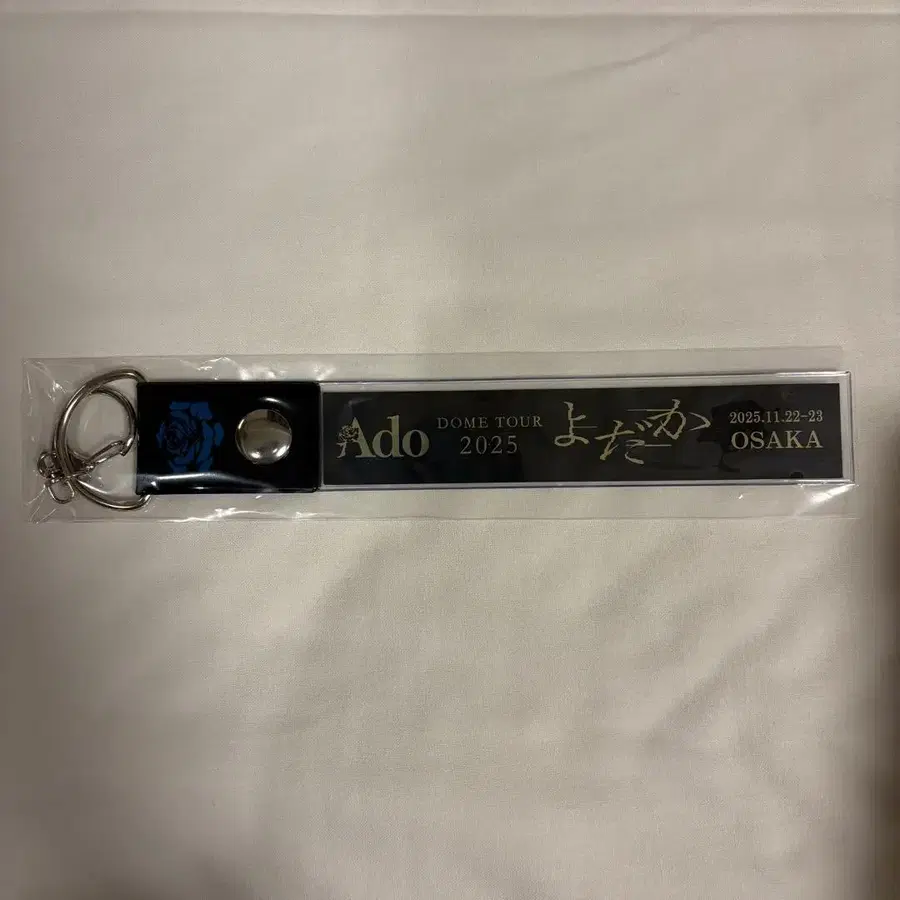 Ado
DOME TOUR
2025
よだか
2025.11.22-23
OSAKA